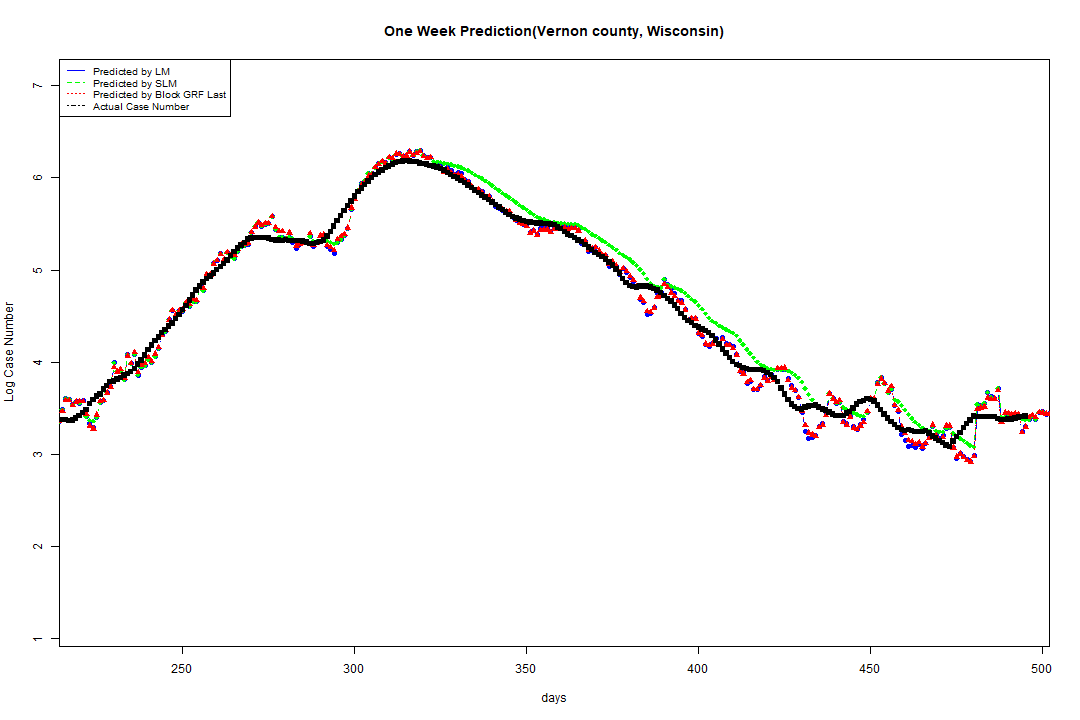 One Week Prediction(Vernon county, Wisconsin)
Predicted by LM
Predicted by SLM
Predicted by Block GRF Last
Actual Case Number
7
6
5
4
3
2
1
Log Case Number
250 300 350 400 450 500
days